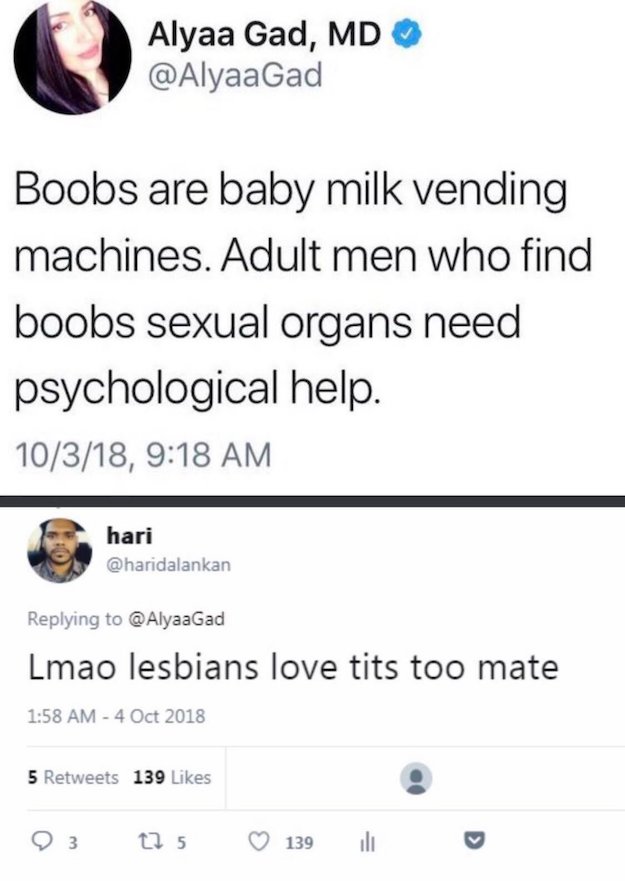 Alyaa Gad, MD
@AlyaaGad
Boobs are baby milk vending
machines. Adult men who find
boobs sexual organs need
psychological help.
10/3/18, 9:18 AM
hari
@haridalankan
Replying to @AlyaaGad
Lmao lesbians love tits too mate
1:58 AM - 4 Oct 2018
5 Retweets 139 Likes
3 5 139